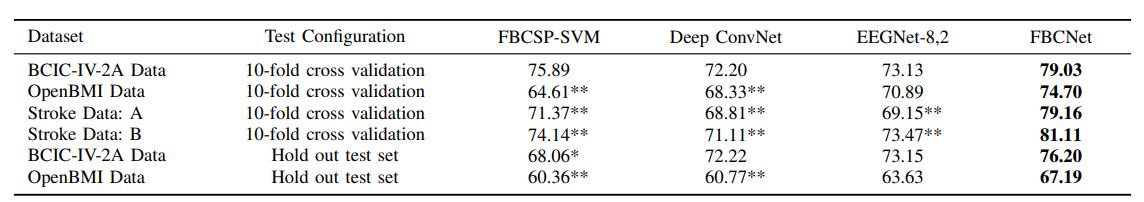 Dataset Test Configuration FBCSP-SVM Deep ConvNet EEGNet-8,2 FBCNet
BCIC-IV-2A Data 10-fold cross validation 75.89 72.20 73.13 79.03
OpenBMI Data 10-fold cross validation 64.61** 68.33** 70.89 74.70
Stroke Data: A 10-fold cross validation 71.37** 68.81** 69.15** 79.16
Stroke Data: B 10-fold cross validation 74.14** 71.11** 73.47** 81.11
BCIC-IV-2A Data Hold out test set 68.06* 72.22 73.15 76.20
OpenBMI Data Hold out test set 60.36** 60.77** 63.63 67.19